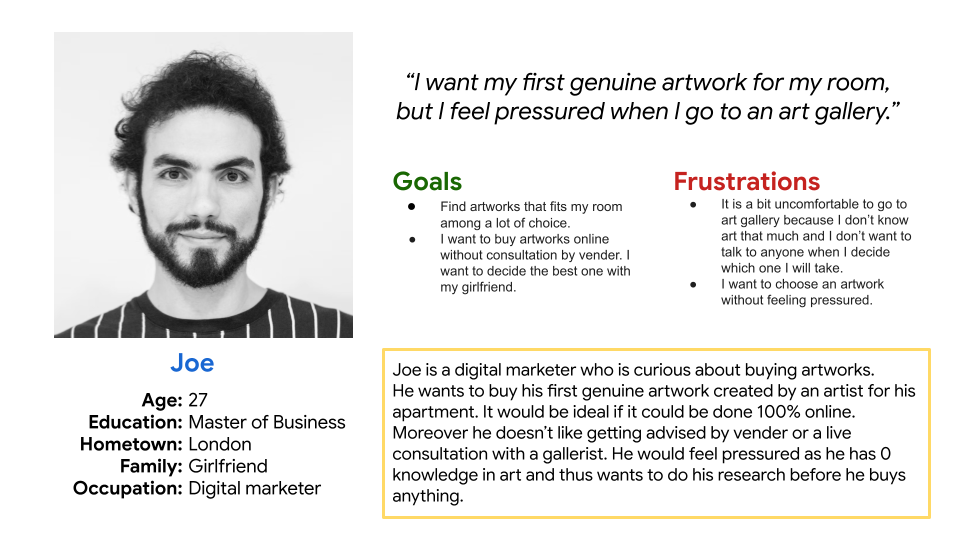 “I want my first genuine artwork for my room,
but I feel pressured when I go to an art gallery.”
Goals
● Find artworks that fits my room
among a lot of choice.
● I want to buy artworks online
without consultation by vender. I
want to decide the best one with
my girlfriend.
Frustrations
● It is a bit uncomfortable to go to
art gallery because I don’t know
art that much and I don’t want to
talk to anyone when I decide
which one I will take.
● I want to choose an artwork
without feeling pressured.
Joe
Age: 27
Education: Master of Business
Hometown: London
Family: Girlfriend
Occupation: Digital marketer
Joe is a digital marketer who is curious about buying artworks.
He wants to buy his first genuine artwork created by an artist for his
apartment. It would be ideal if it could be done 100% online.
Moreover he doesn’t like getting advised by vender or a live
consultation with a gallerist. He would feel pressured as he has 0
knowledge in art and thus wants to do his research before he buys
anything.